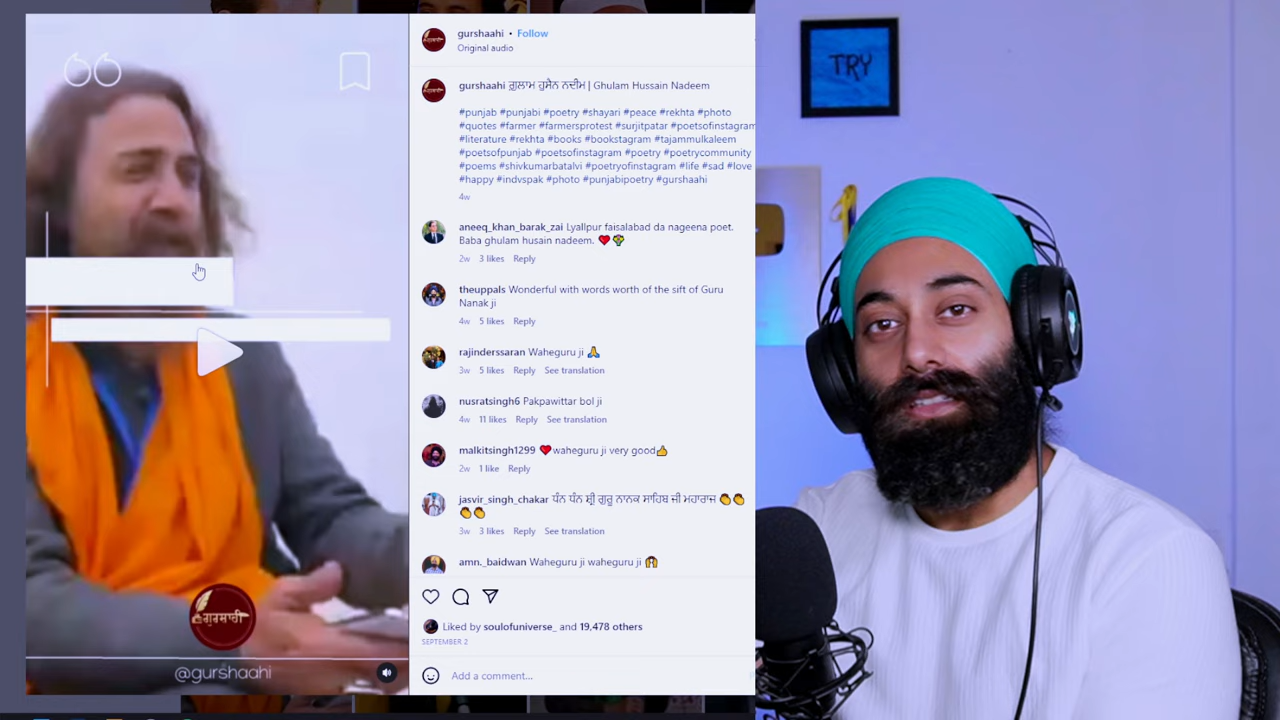 gurshaahi • Follow
Original audio
gurshaahi ਗ਼ੁਲਾਮ ਹੁਸੈਨ ਨਦੀਮ | Ghulam Hussain Nadeem
#punjab #punjabi #poetry #shayari #peace #rekhta #photo
#quotes #farmer #farmersprotest #surjitpatar #poetsofinstagram
#literature #rekhta #books #bookstagram #tajammulkaleem
#poetsofpunjab #poetsofinstagram #poetry #poetrycommunity
#poems #shivkumarbatalvi #poetryofinstagram #life #sad #love
#happy #indvspak #photo #punjabipoetry #gurshaahi
4w
aneeq_khan_barak_zai Lyallpur faisalabad da nageena poet.
Baba ghulam husain nadeem. ❤️💐
2w 3 likes Reply
theuppals Wonderful with words worth of the sift of Guru
Nanak ji
4w 5 likes Reply
rajinderssaran Waheguru ji 🙏
3w 5 likes Reply See translation
nusratsingh6 Pakpawittar bol ji
4w 11 likes Reply See translation
malkitsingh1299 ❤️waheguru ji very good👍
2w 1 like Reply
jasvir_singh_chakar ਧੰਨ ਧੰਨ ਸ਼੍ਰੀ ਗੁਰੂ ਨਾਨਕ ਸਾਹਿਬ ਜੀ ਮਹਾਰਾਜ 👏👏
👏👏
3w 3 likes Reply See translation
amn._baidwan Waheguru ji waheguru ji 🙌
Liked by soulofuniverse_ and 19,478 others
SEPTEMBER 2
Add a comment...
ਗੁਰਸ਼ਾਹੀ
@gurshaahi
TRY